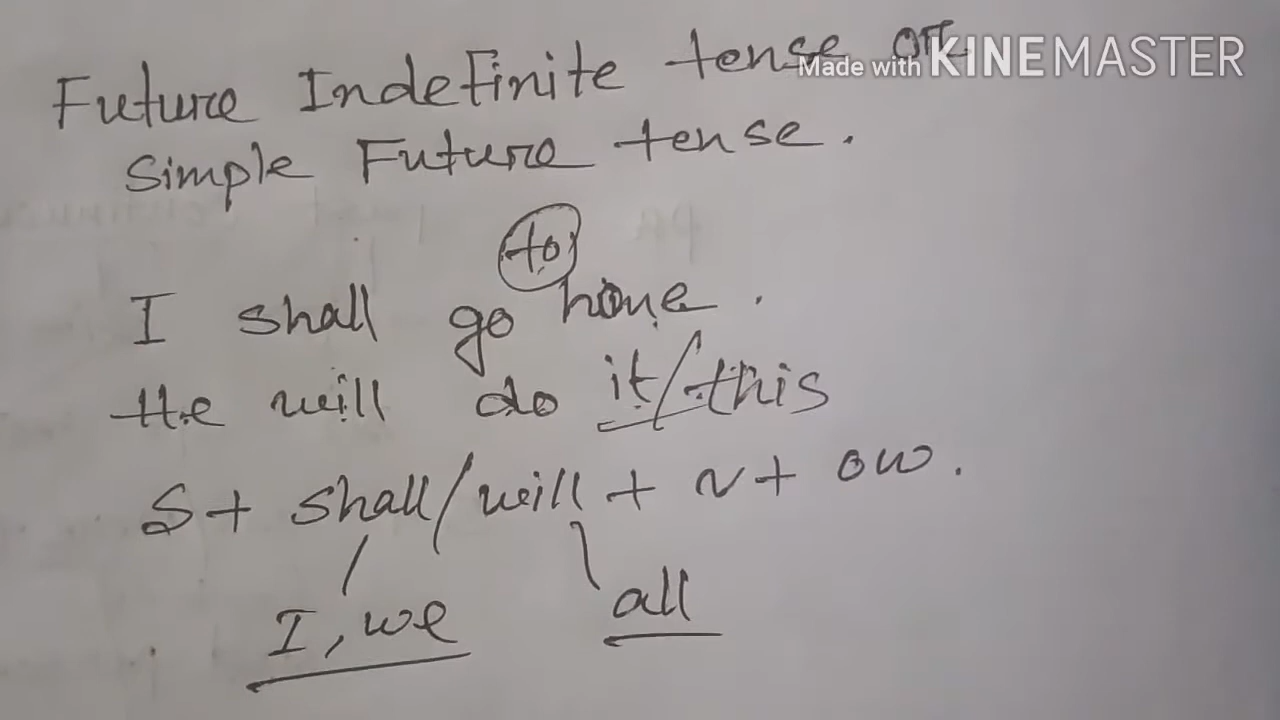 Future Indefinite tense or
Made with KINEMASTER
Simple Future tense.
to
I shall go home.
He will do it/this
S+ shall/will + v + ow.
I, we
all